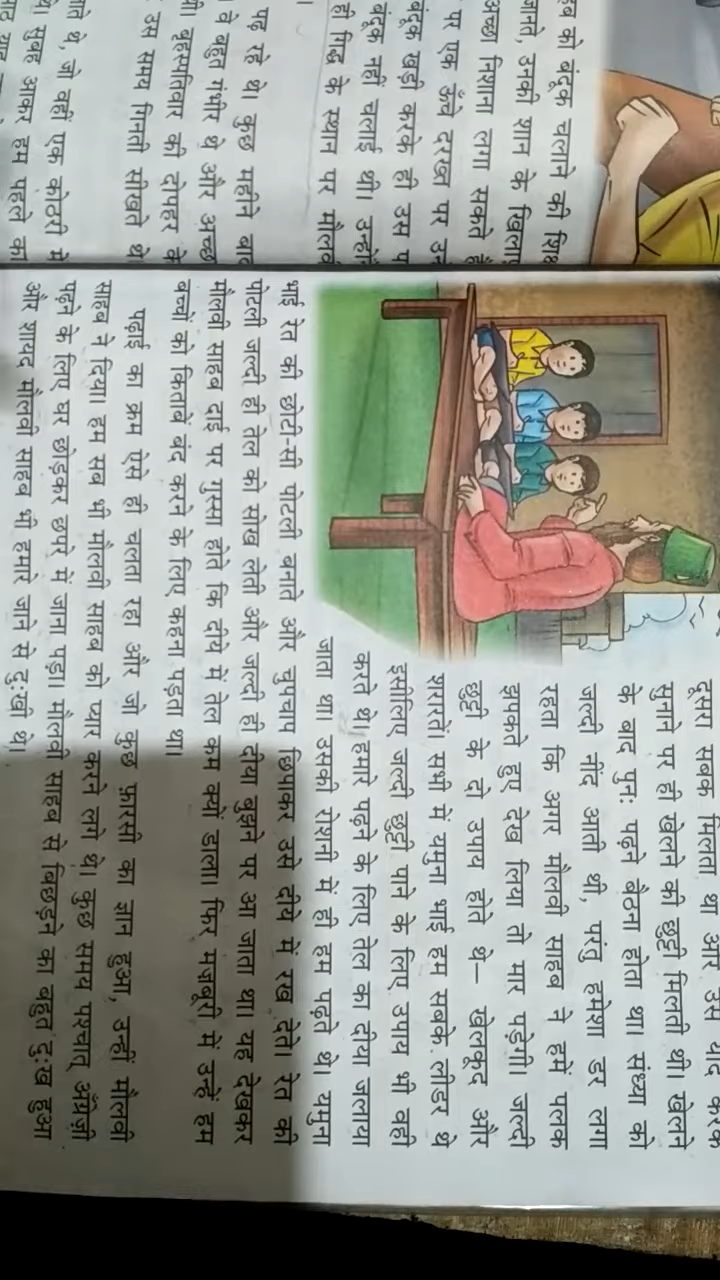 हब को बंदूक चलाने की
जानते, उनकी शान के
अच्छा निशाना लगा सकते
पर एक ऊँचे दरख्त पर
बंदूक खड़ी करके ही उस
बंदूक नहीं चलाई थी। उन्होंने
ही गिद्ध के स्थान पर
पढ़ रहे थे। कुछ महीने बाद
वे बहुत गंभीर थे और अच्छी
थी। बृहस्पतिवार की दोपहर के
उस समय गिनती सीखते थे
थे, जो वहीं एक कोठरी में
सुबह आकर हम पहले का
दूसरा सबक मिलता था और उसे याद करके
सुनाने पर ही खेलने की छुट्टी मिलती थी। खेलने
के बाद पुनः पढ़ने बैठना होता था। संध्या को
जल्दी नींद आती थी, परंतु हमेशा डर लगा
रहता कि अगर मौलवी साहब ने हमें पलक
झपकते हुए देख लिया तो मार पड़ेगी। जल्दी
छुट्टी के दो उपाय होते थे– खेलकूद और
शरारतें। सभी में यमुना भाई हम सबके लीडर थे
इसीलिए जल्दी छुट्टी पाने के लिए उपाय भी वही
करते थे। हमारे पढ़ने के लिए तेल का दीया जलाया
जाता था। उसकी रोशनी में ही हम पढ़ते थे। यमुना
भाई रेत की छोटी-सी पोटली बनाते और चुपचाप छिपाकर उसे दीये में रख देते। रेत की
पोटली जल्दी ही तेल को सोख लेती और जल्दी ही दीया बुझने पर आ जाता था। यह देखकर
मौलवी साहब दाई पर गुस्सा होते कि दीये में तेल कम क्यों डाला। फिर मजबूरी में उन्हें हम
बच्चों को किताबें बंद करने के लिए कहना पड़ता था।
पढ़ाई का क्रम ऐसे ही चलता रहा और जो कुछ फ़ारसी का ज्ञान हुआ, उन्हीं मौलवी
साहब ने दिया। हम सब भी मौलवी साहब को प्यार करने लगे थे। कुछ समय पश्चात् अंग्रेज़ी
पढ़ने के लिए घर छोड़कर छपरे में जाना पड़ा। मौलवी साहब से बिछड़ने का बहुत दुःख हुआ
और शायद मौलवी साहब भी हमारे जाने से दुःखी थे।